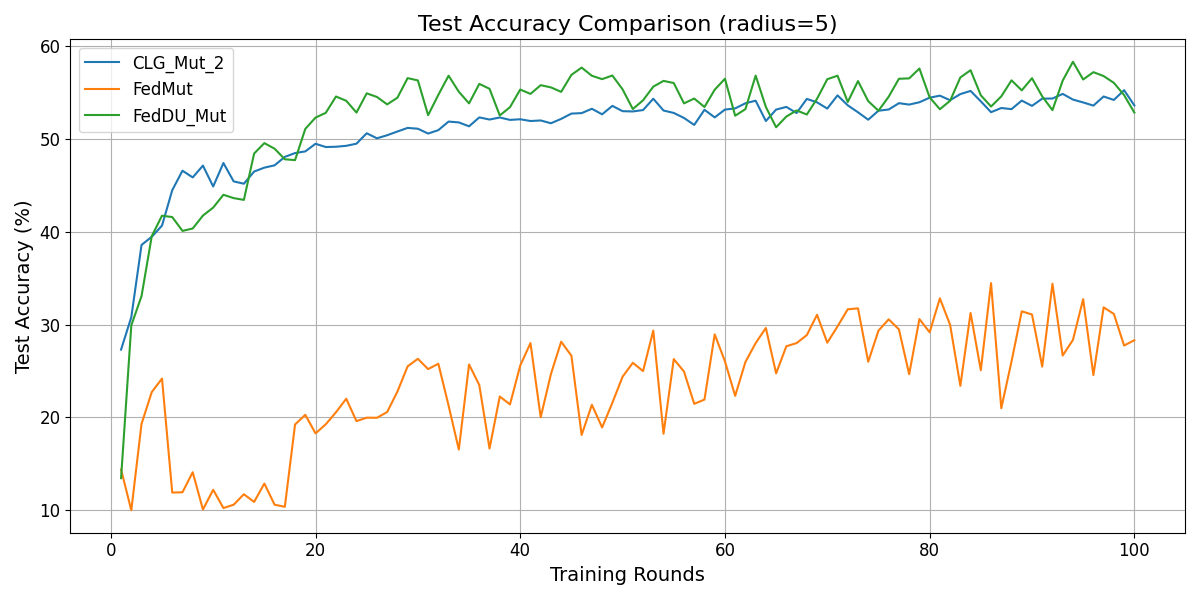 Test Accuracy Comparison (radius=5)
CLG_Mut_2
FedMut
FedDU_Mut
Test Accuracy (%)
60
50
40
30
20
10
0 20 40 60 80 100
Training Rounds